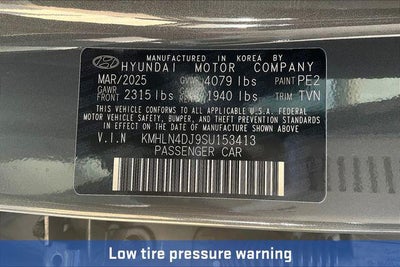 MANUFACTURED IN KOREA BY
HYUNDAI MOTOR COMPANY
MAR/2025 GVWR 4079 lbs PAINT PE2
GAWR FRONT 2315 lbs 1940 lbs TRIM TVN
THIS VEHICLE CONFORMS TO ALL APPLICABLE U.S. FEDERAL
MOTOR VEHICLE SAFETY, BUMPER, AND THEFT PREVENTION
STANDARDS IN EFFECT ON THE DATE OF MANUFACTURE SHOWN ABOVE.
V.I.N KMHLN4DJ9SU153413
PASSENGER CAR
Low tire pressure warning